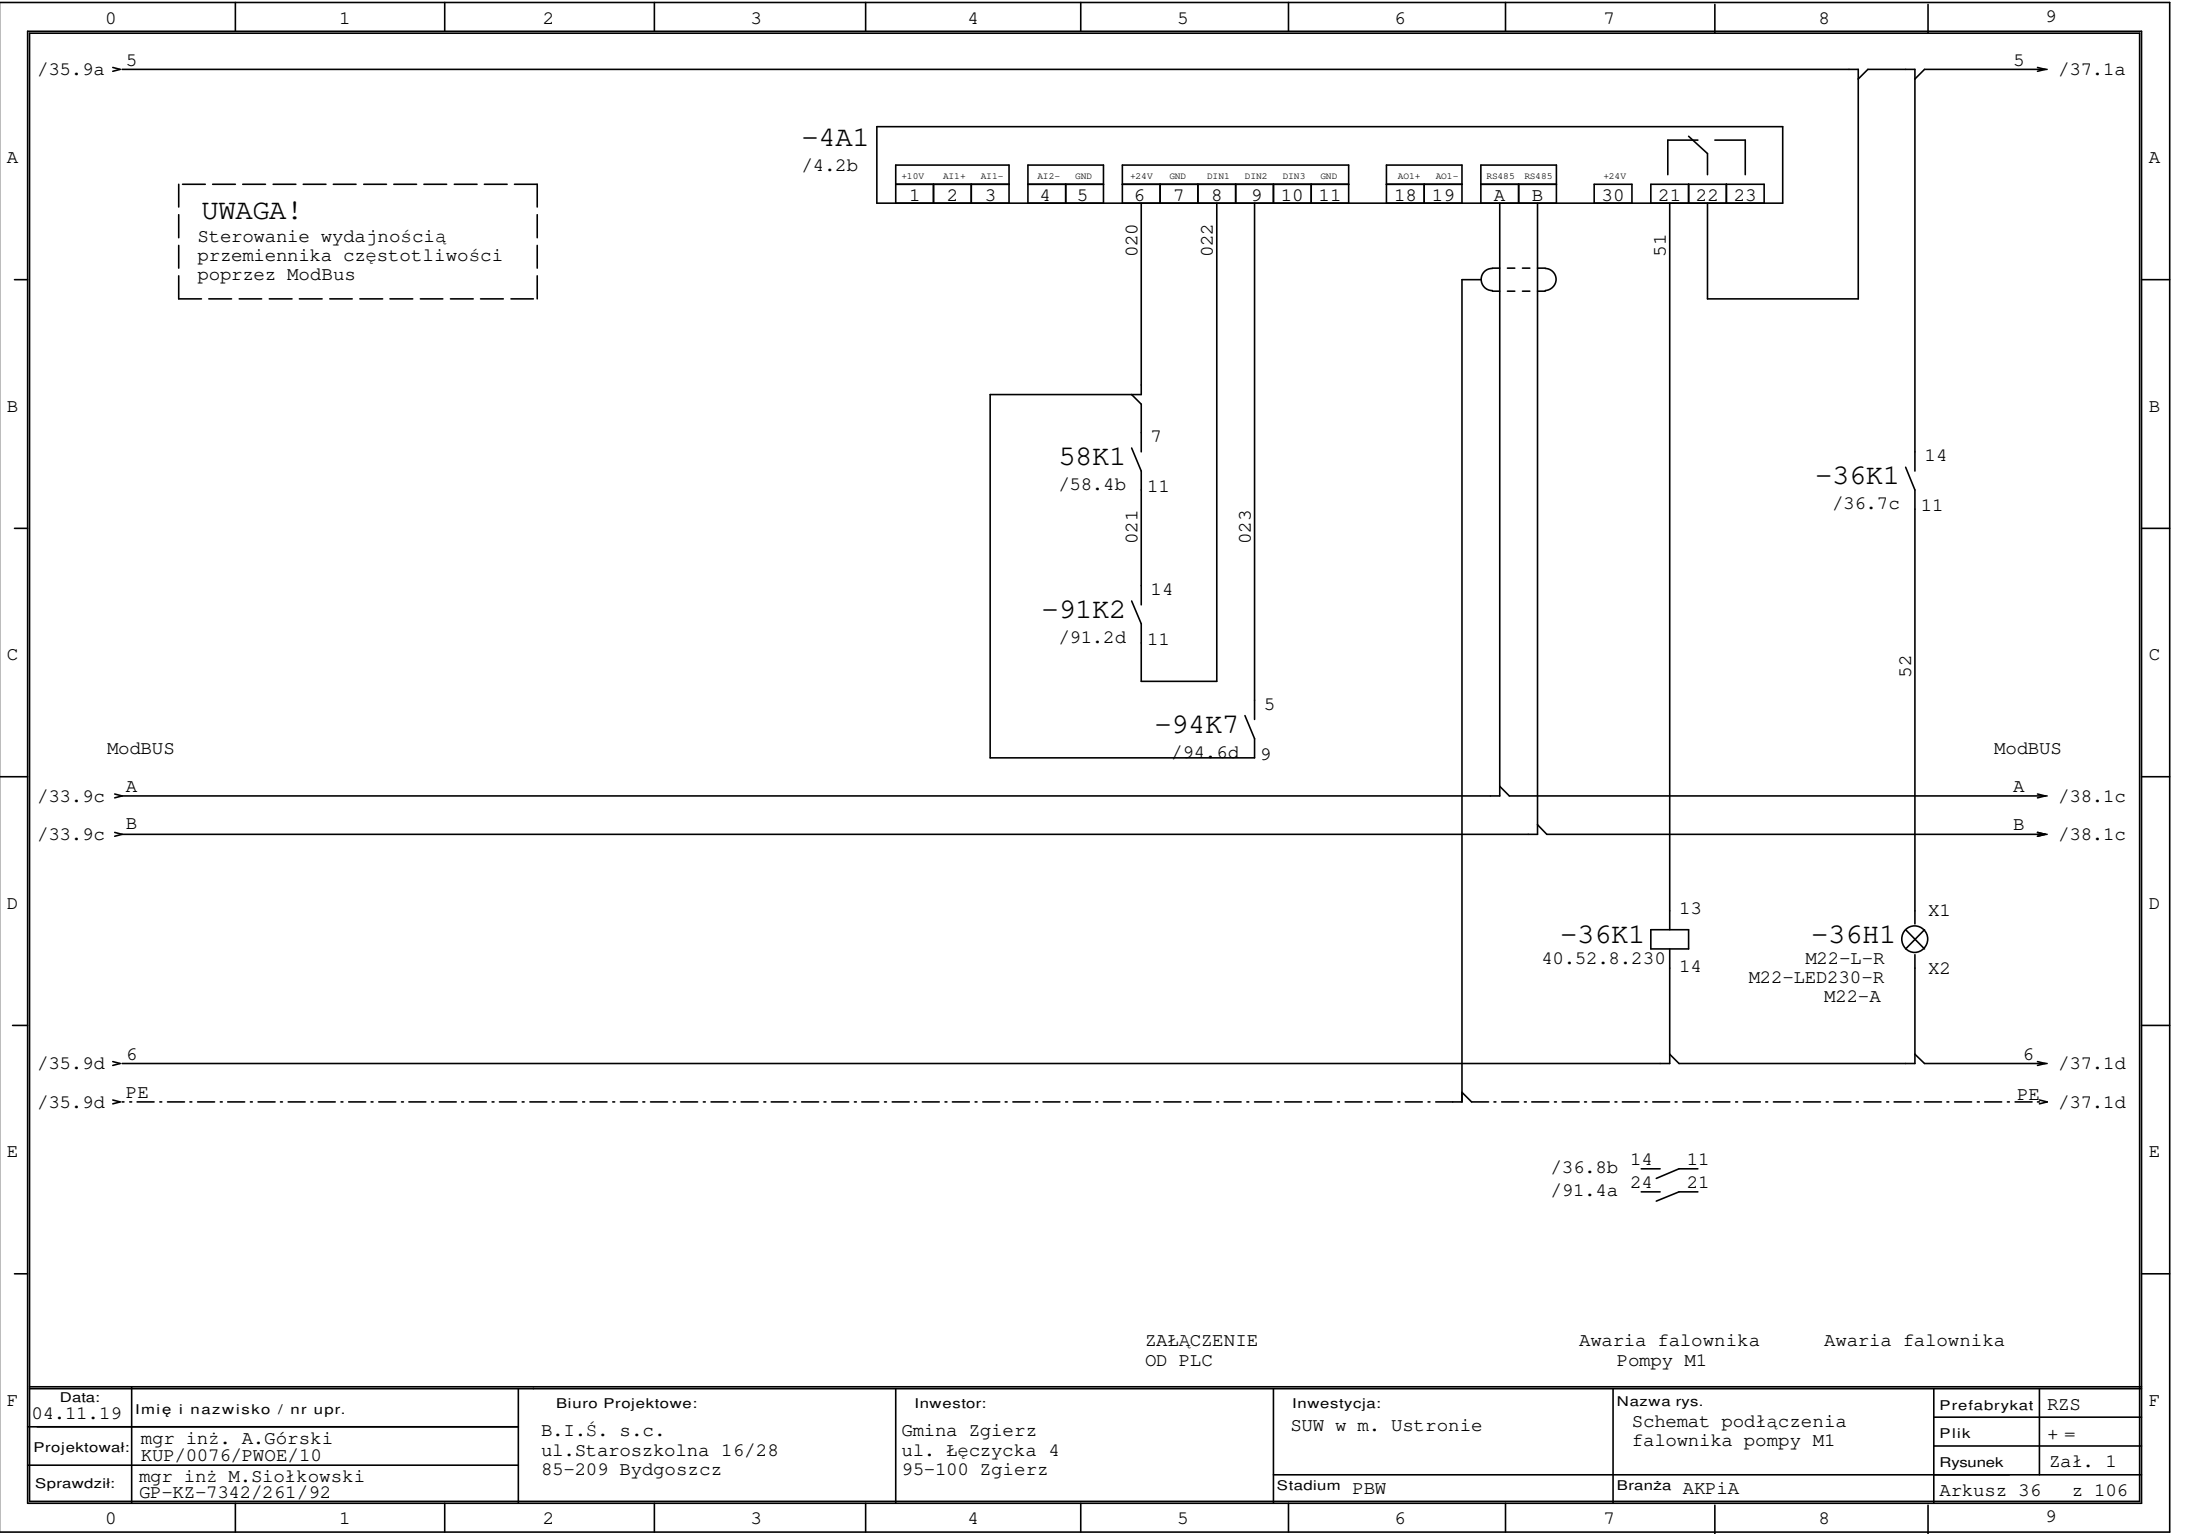 0 1 2 3 4 5 6 7 8 9
/35.9a 5
5 /37.1a
-4A1
/4.2b
A
A
+10V AI1+ AI1- AI2- GND +24V GND DIN1 DIN2 DIN3 GND AO1+ AO1- RS485 RS485 +24V
1 2 3 4 5 6 7 8 9 10 11 18 19 A B 30 21 22 23
UWAGA!
Sterowanie wydajnością
przemiennika częstotliwości
poprzez ModBus
020
022
51
B
B
7
58K1
/58.4b
11
14
-36K1
/36.7c
11
021
023
14
-91K2
/91.2d
11
C
C
52
5
-94K7
/94.6d
9
ModBUS
ModBUS
/33.9c A
A /38.1c
/33.9c B
B /38.1c
D
D
13
-36K1
40.52.8.230
14
X1
-36H1
M22-L-R
X2
M22-LED230-R
M22-A
/35.9d 6
6 /37.1d
/35.9d PE
PE /37.1d
E
E
/36.8b 14 11
/91.4a 24 21
ZAŁĄCZENIE
OD PLC
Awaria falownika
Pompy M1
Awaria falownika
F
F
Data:
04.11.19
Imię i nazwisko / nr upr.
Projektował:
mgr inż. A.Górski
KUP/0076/PWOE/10
Sprawdził:
mgr inż M.Siołkowski
GP-KZ-7342/261/92
Biuro Projektowe:
B.I.Ś. s.c.
ul.Staroszkolna 16/28
85-209 Bydgoszcz
Inwestor:
Gmina Zgierz
ul. Łęczycka 4
95-100 Zgierz
Inwestycja:
SUW w m. Ustronie
Stadium PBW
Nazwa rys.
Schemat podłączenia
falownika pompy M1
Branża AKPiA
Prefabrykat RZS
Plik + =
Rysunek Zał. 1
Arkusz 36 z 106
0 1 2 3 4 5 6 7 8 9